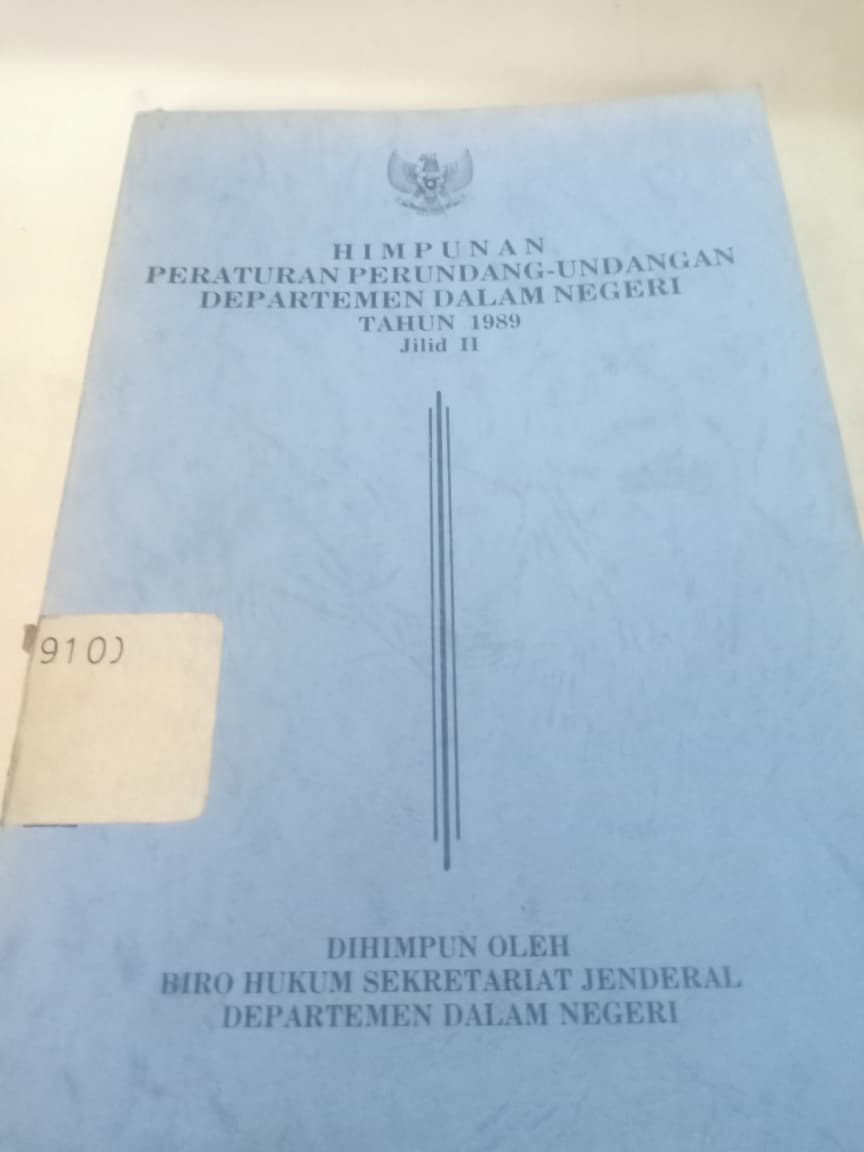 HIMPUNAN
PERATURAN PERUNDANG-UNDANGAN
DEPARTEMEN DALAM NEGERI
TAHUN 1989
Jilid II
910)
DIHIMPUN OLEH
BIRO HUKUM SEKRETARIAT JENDERAL
DEPARTEMEN DALAM NEGERI